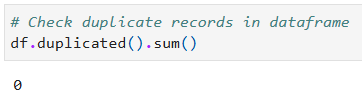 # Check duplicate records in dataframe
df.duplicated().sum()
0